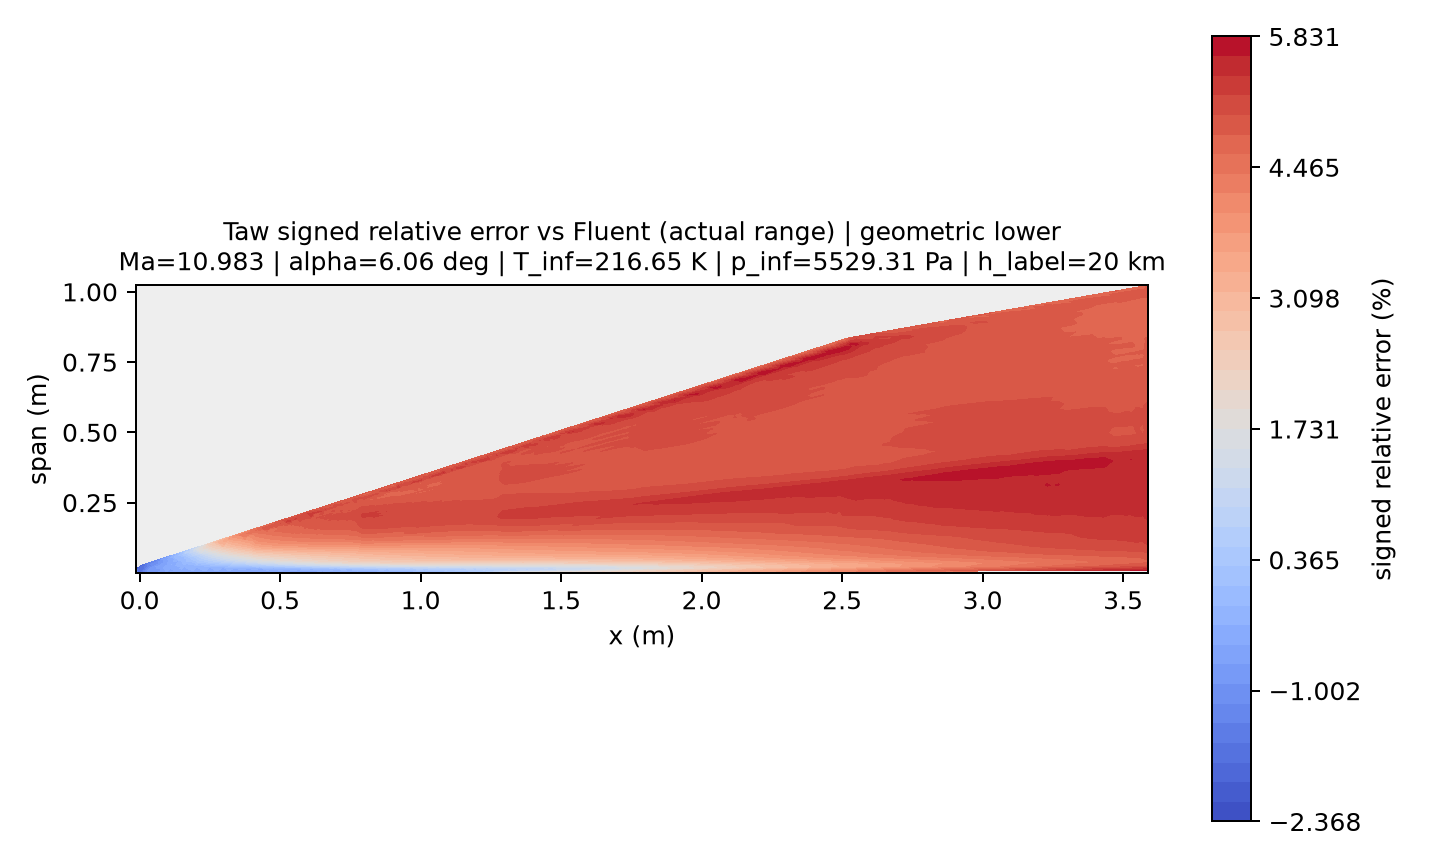 Taw signed relative error vs Fluent (actual range) | geometric lower
Ma=10.983 | alpha=6.06 deg | T_inf=216.65 K | p_inf=5529.31 Pa | h_label=20 km
1.00
0.75
0.50
0.25
span (m)
0.0 0.5 1.0 1.5 2.0 2.5 3.0 3.5
x (m)
5.831
4.465
3.098
1.731
0.365
−1.002
−2.368
signed relative error (%)